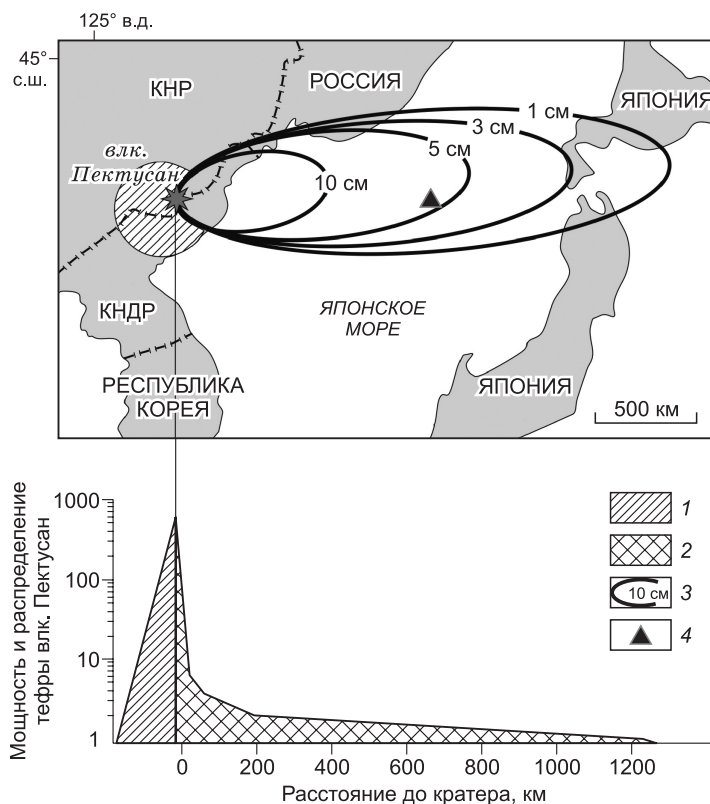 125° в.д.
45°
с.ш.
КНР
РОССИЯ
ЯПОНИЯ
1 см
3 см
5 см
10 см
влк.
Пектусан
КНДР
ЯПОНСКОЕ
МОРЕ
РЕСПУБЛИКА
КОРЕЯ
ЯПОНИЯ
500 км
Мощность и распределение
тефры влк. Пектусан
1000
100
10
1
0
200
400
600
800
1000
1200
Расстояние до кратера, км
1
2
10 см
3
4